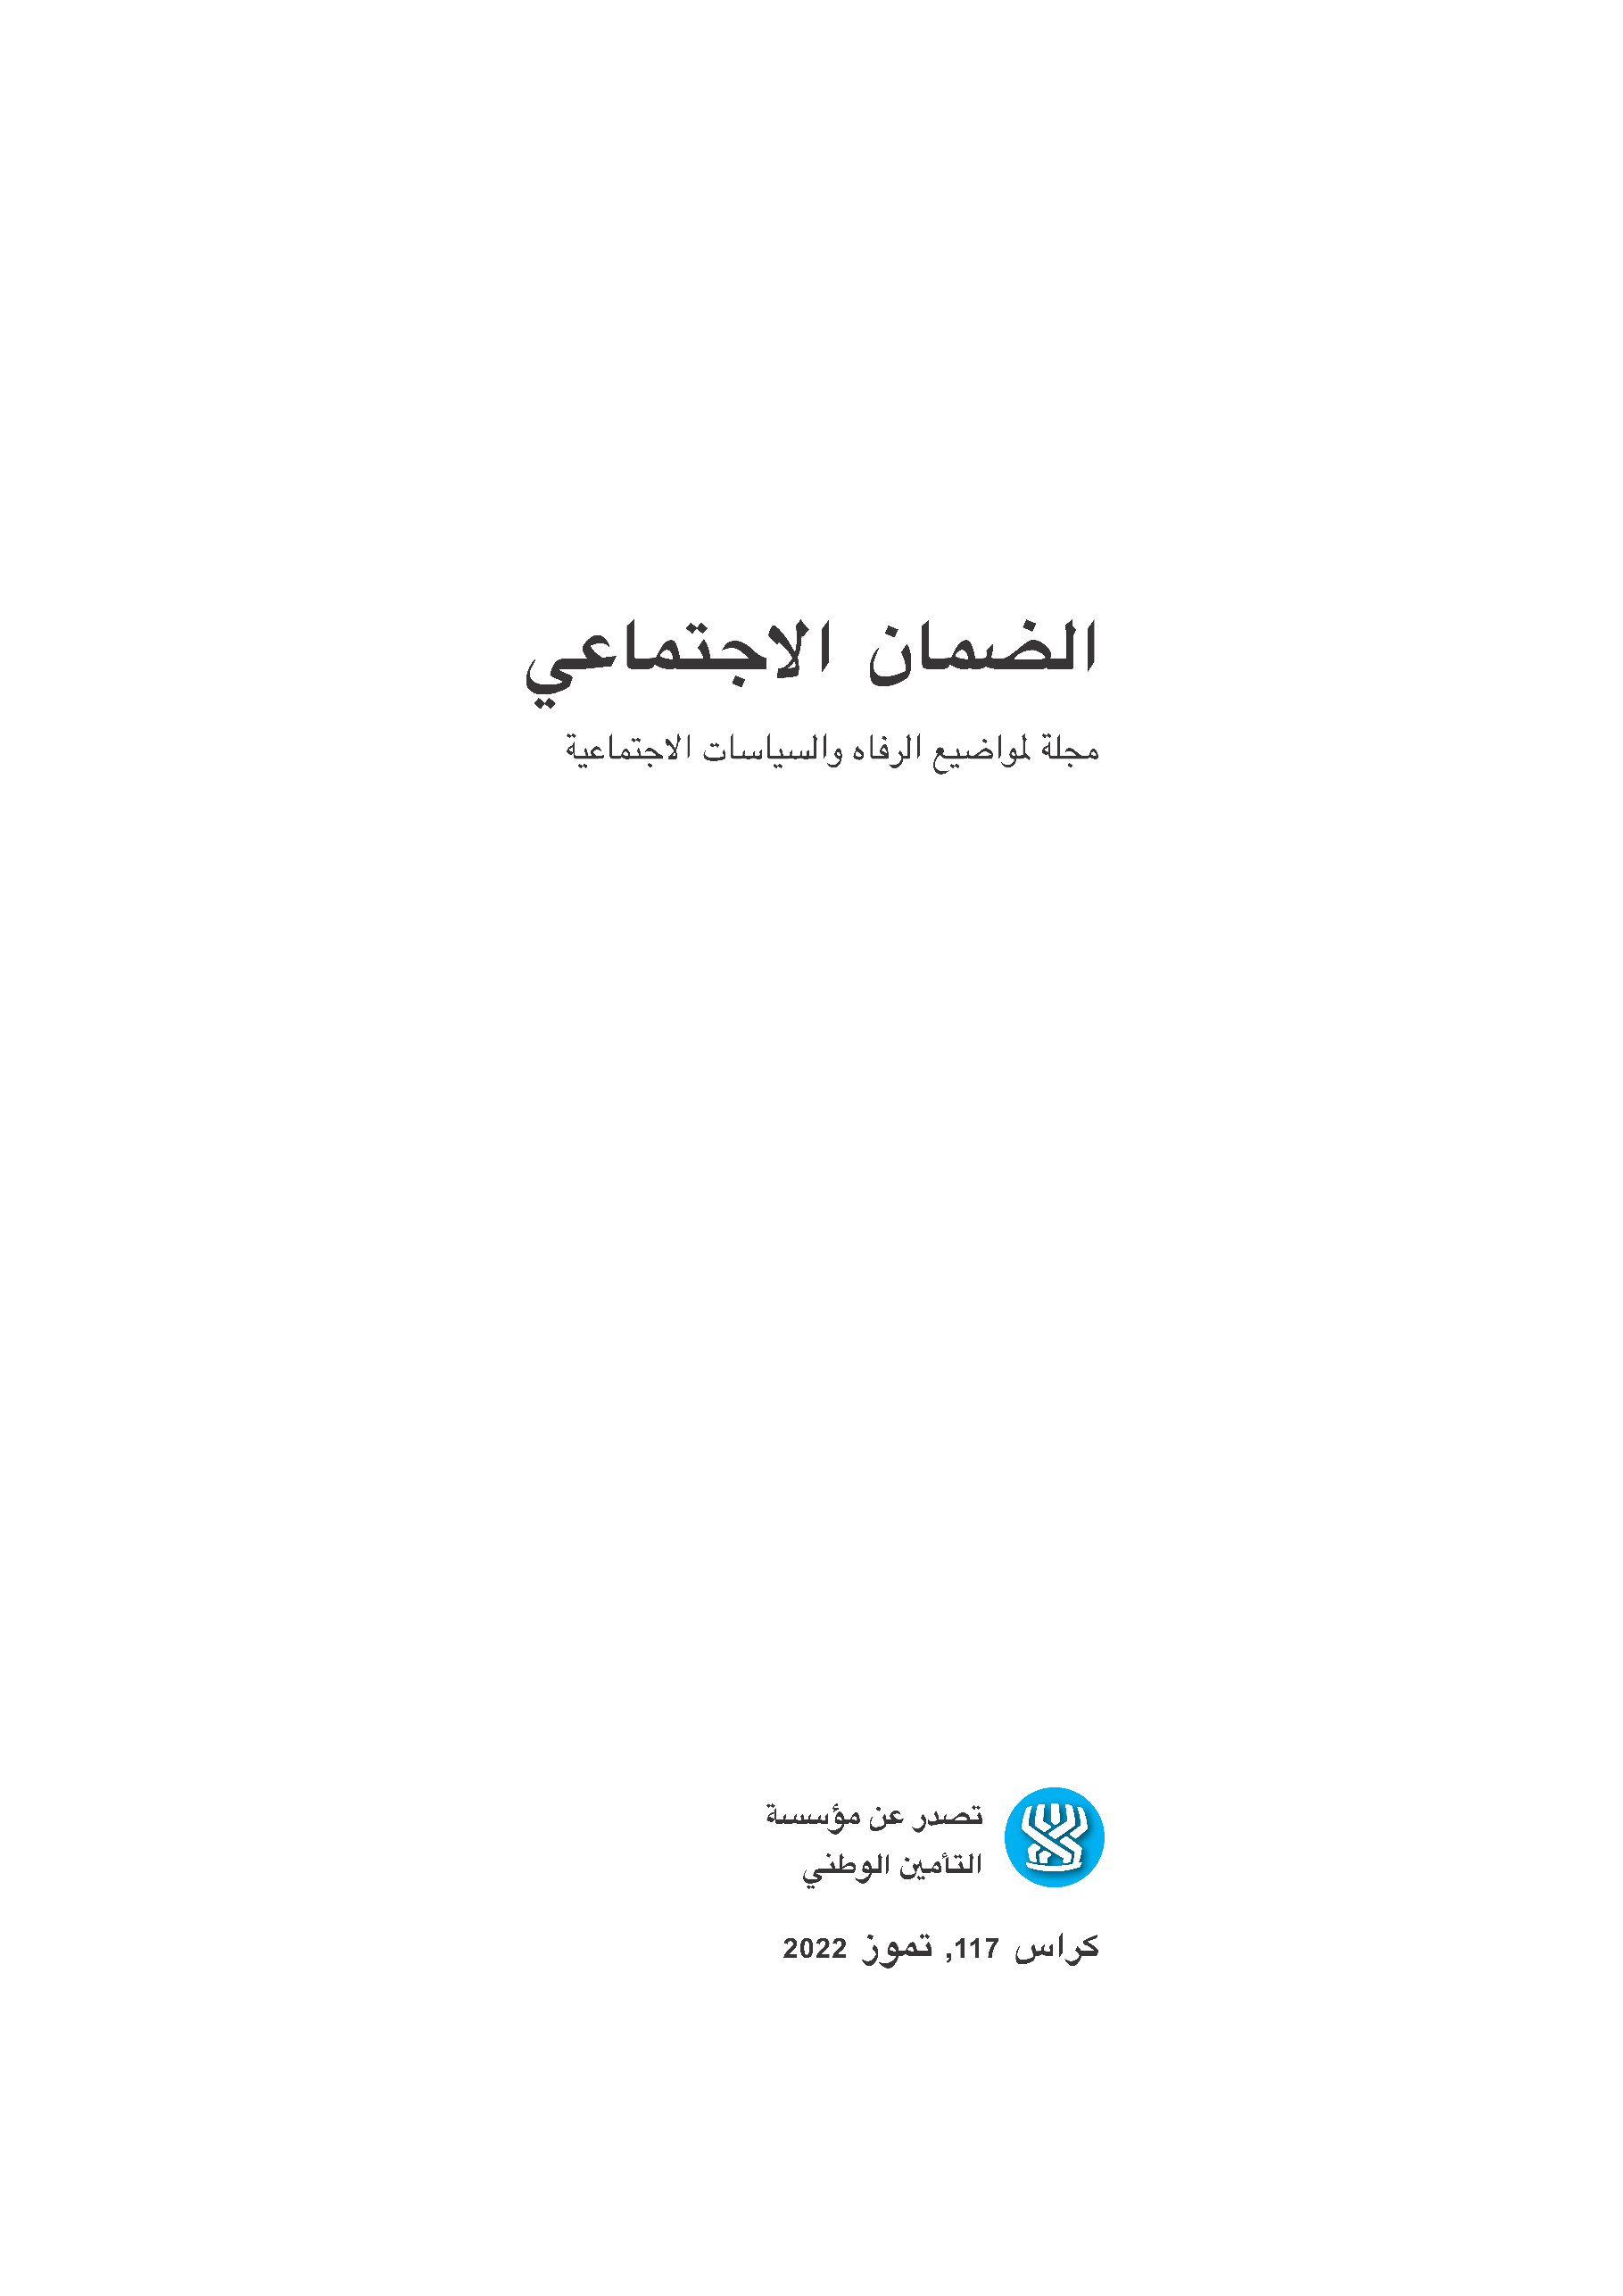 الضمان الاجتماعي
مجلة لمواضيع الرفاه والسياسات الاجتماعية
تصدر عن مؤسسة
التأمين الوطني
كراس 117, تموز 2022